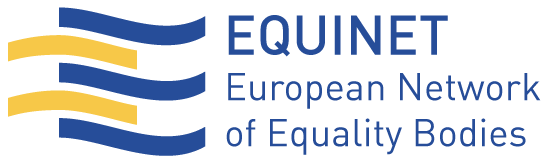 EQUINET
European Network
of Equality Bodies